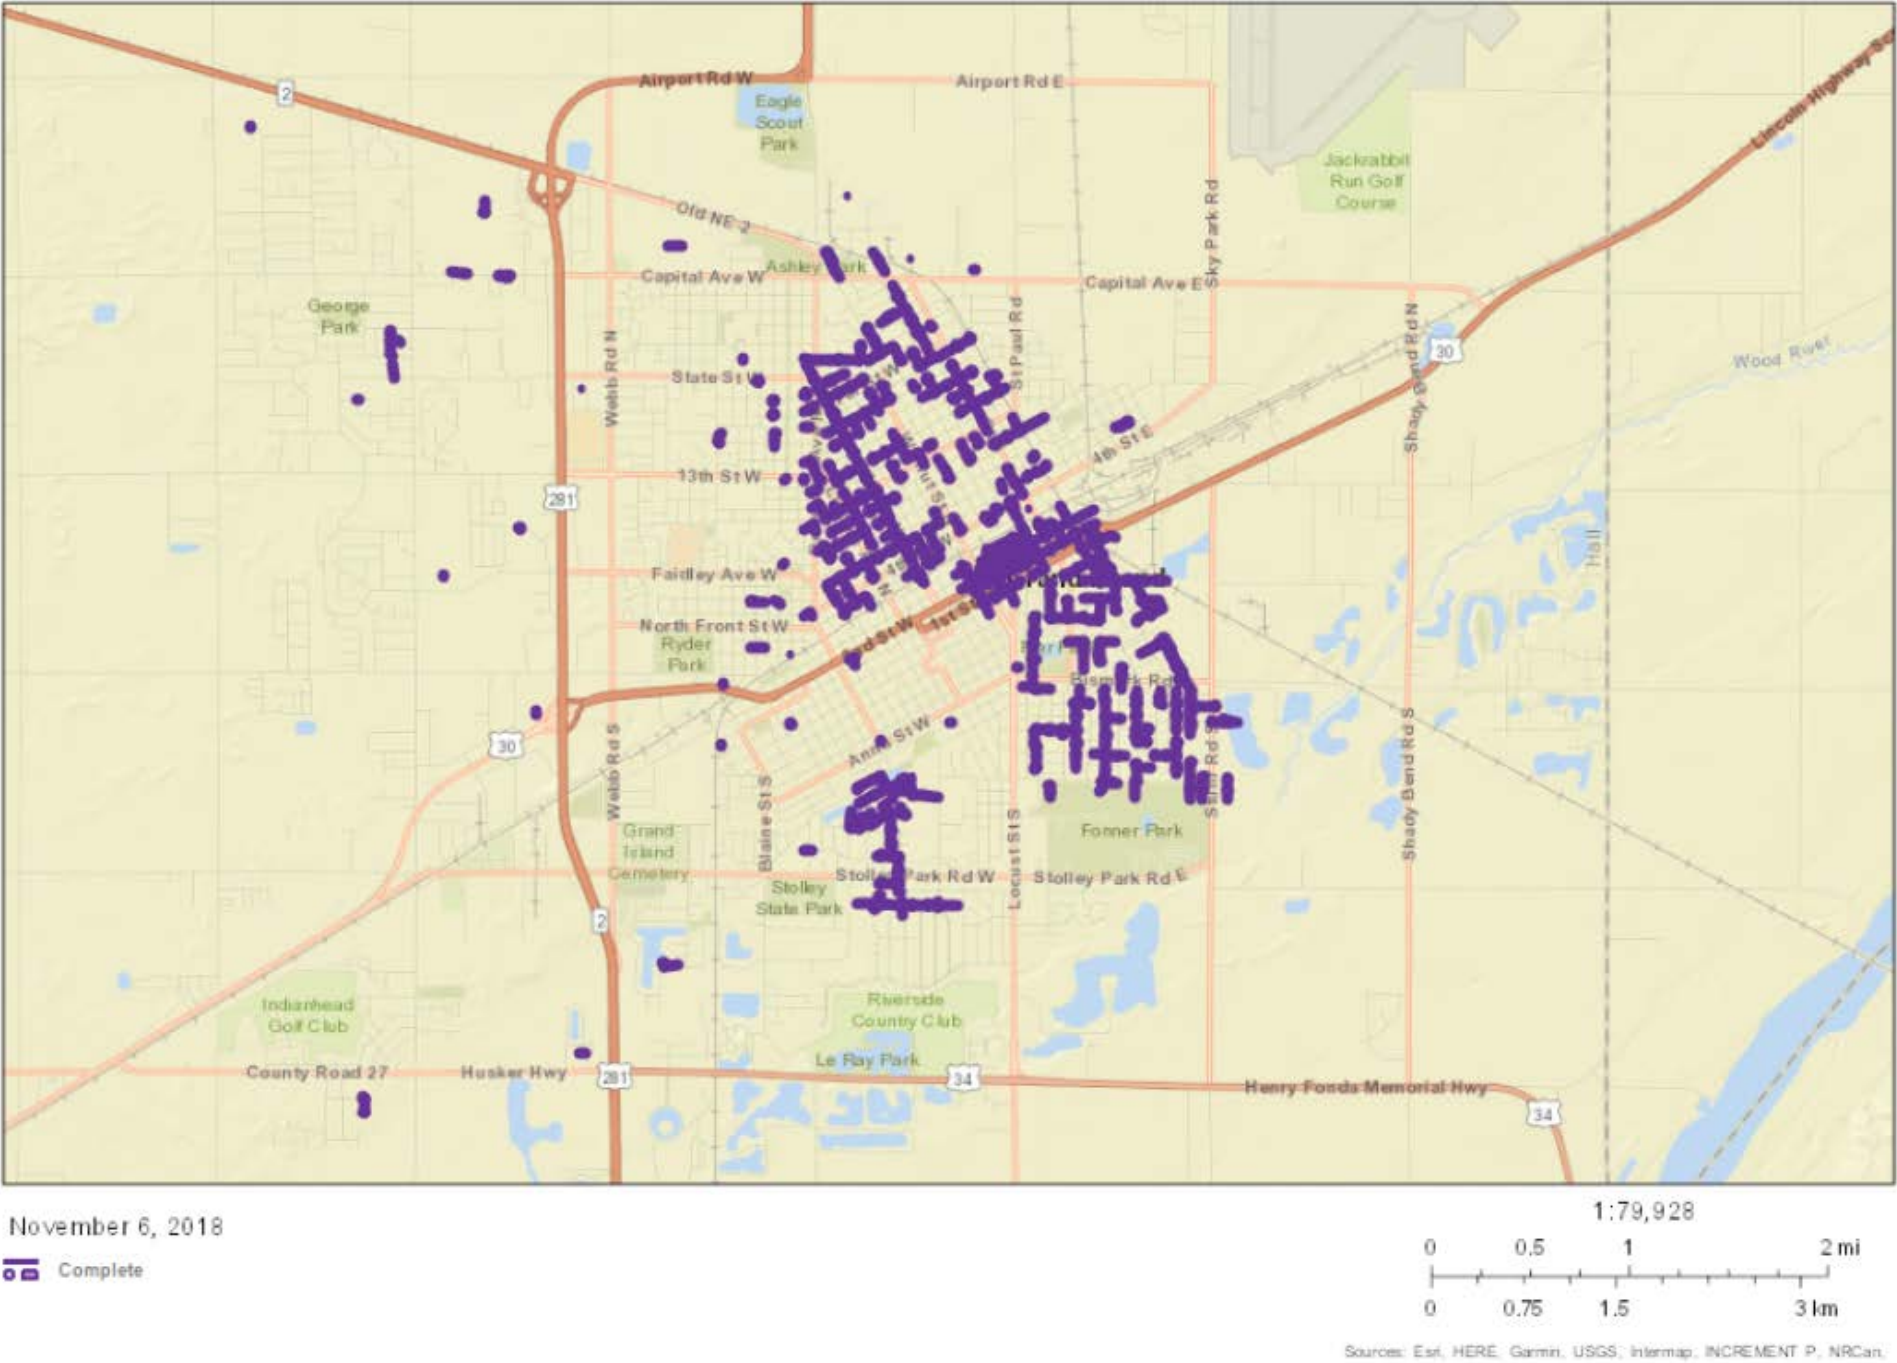 Airport Rd W
Airport Rd E
2
Eagle
Scout
Park
Lincoln Highway
Jackrabbit
Run Golf
Course
Old NE 2
Sky Park Rd
Ashley
Capital Ave W
Capital Ave E
George
Park
Webb Rd N
St Paul Rd
Shady Bend Rd N
30
Wood River
State St W
4th St E
13th St W
281
Hall
Faidley Ave W
North Front St W
Ryder
Park
2nd St W
Bismark Rd
30
Webb Rd S
Anna St W
Blaine St S
Locust St S
Shady Bend Rd S
Grand
Island
Cemetery
Fonner Park
Stolley Park Rd W
Stolley Park Rd E
Stolley
State Park
2
Indianhead
Golf Club
Riverside
Country Club
Le Ray Park
County Road 27
Husker Hwy
281
34
Henry Fonda Memorial Hwy
34
November 6, 2018
Complete
1:79,928
0 0.5 1 2 mi
0 0.75 1.5 3 km
Sources: Esri, HERE, Garmin, USGS, Intermap, INCREMENT P, NRCan,